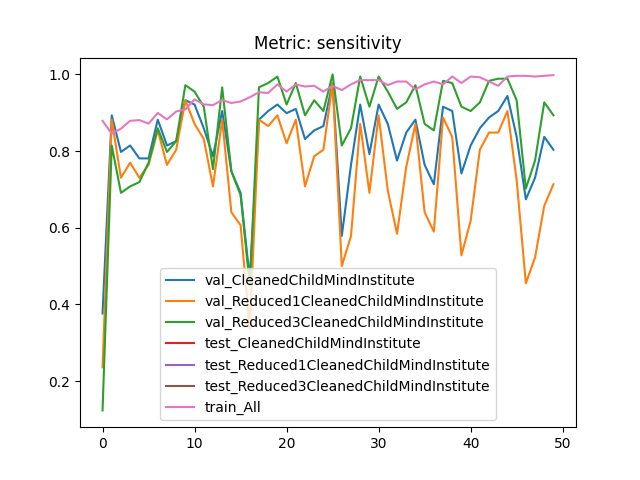 Metric: sensitivity
1.0
0.8
0.6
0.4
0.2
val_CleanedChildMindInstitute
val_Reduced1CleanedChildMindInstitute
val_Reduced3CleanedChildMindInstitute
test_CleanedChildMindInstitute
test_Reduced1CleanedChildMindInstitute
test_Reduced3CleanedChildMindInstitute
train_All
0 10 20 30 40 50